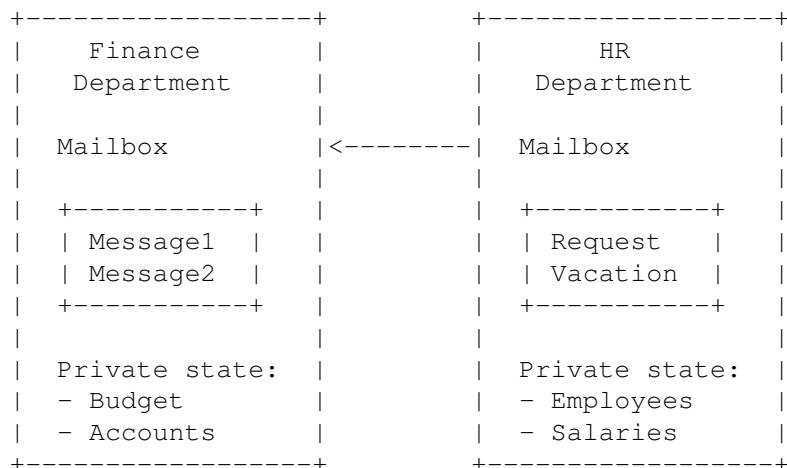 Finance
Department
Mailbox
Message1
Message2
Private state:
- Budget
- Accounts
HR
Department
Mailbox
Request
Vacation
Private state:
- Employees
- Salaries